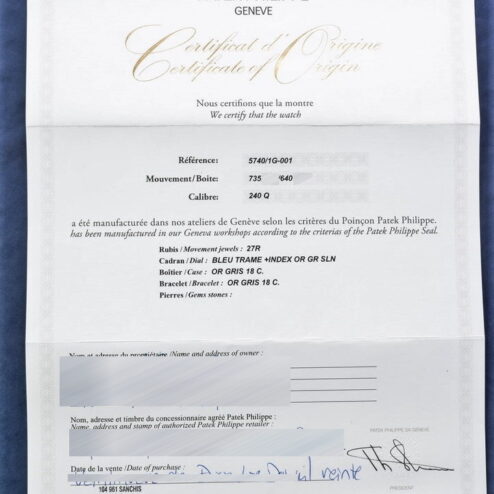 GENEVE
Certificat d'Origine
Certificate of Origin
Nous certifions que la montre
We certify that the watch
Référence: 5740/1G-001
Mouvement/Boite: 735 640
Calibre: 240 Q
a été manufacturée dans nos ateliers de Genève selon les critères du Poinçon Patek Philippe.
has been manufactured in our Geneva workshops according to the criterias of the Patek Philippe Seal.
Rubis / Movement jewels : 27R
Cadran / Dial : BLEU TRAME +INDEX OR GR SLN
Boîtier / Case : OR GRIS 18 C.
Bracelet / Bracelet : OR GRIS 18 C.
Pierres / Gems stones :
Nom et adresse du propriétaire /Name and address of owner :
Nom, adresse et timbre du concessionnaire agréé Patek Philippe :
Name, address and stamp of authorized Patek Philippe retailer :
PATEK PHILIPPE SA GENEVE
Date de la vente / Date of purchase :
vingte
104 961 SANCHIS
PRESIDENT